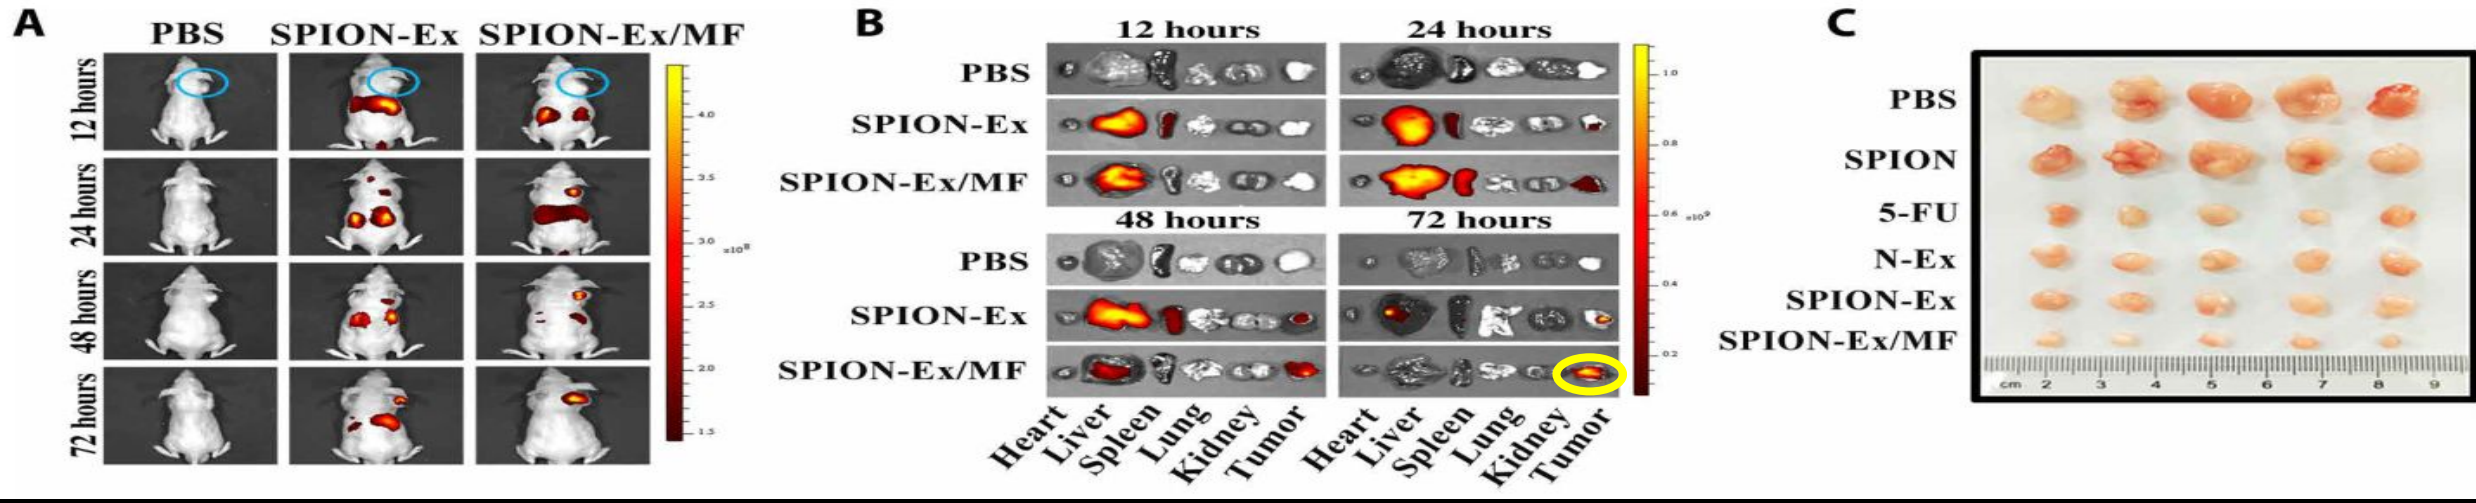 A
PBS SPION-Ex SPION-Ex/MF
12 hours
24 hours
48 hours
72 hours
4.0
3.5
3.0
x10⁸
2.5
2.0
1.5
B
12 hours 24 hours
PBS
SPION-Ex
SPION-Ex/MF
48 hours 72 hours
PBS
SPION-Ex
SPION-Ex/MF
Heart Liver Spleen Lung Kidney Tumor Heart Liver Spleen Lung Kidney Tumor
1.0
0.8
0.6
x10⁹
0.4
0.2
C
PBS
SPION
5-FU
N-Ex
SPION-Ex
SPION-Ex/MF
cm 2 3 4 5 6 7 8 9